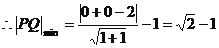 ∴|PQ|min = |0+0−2| / √(1+1) − 1 = √2 − 1